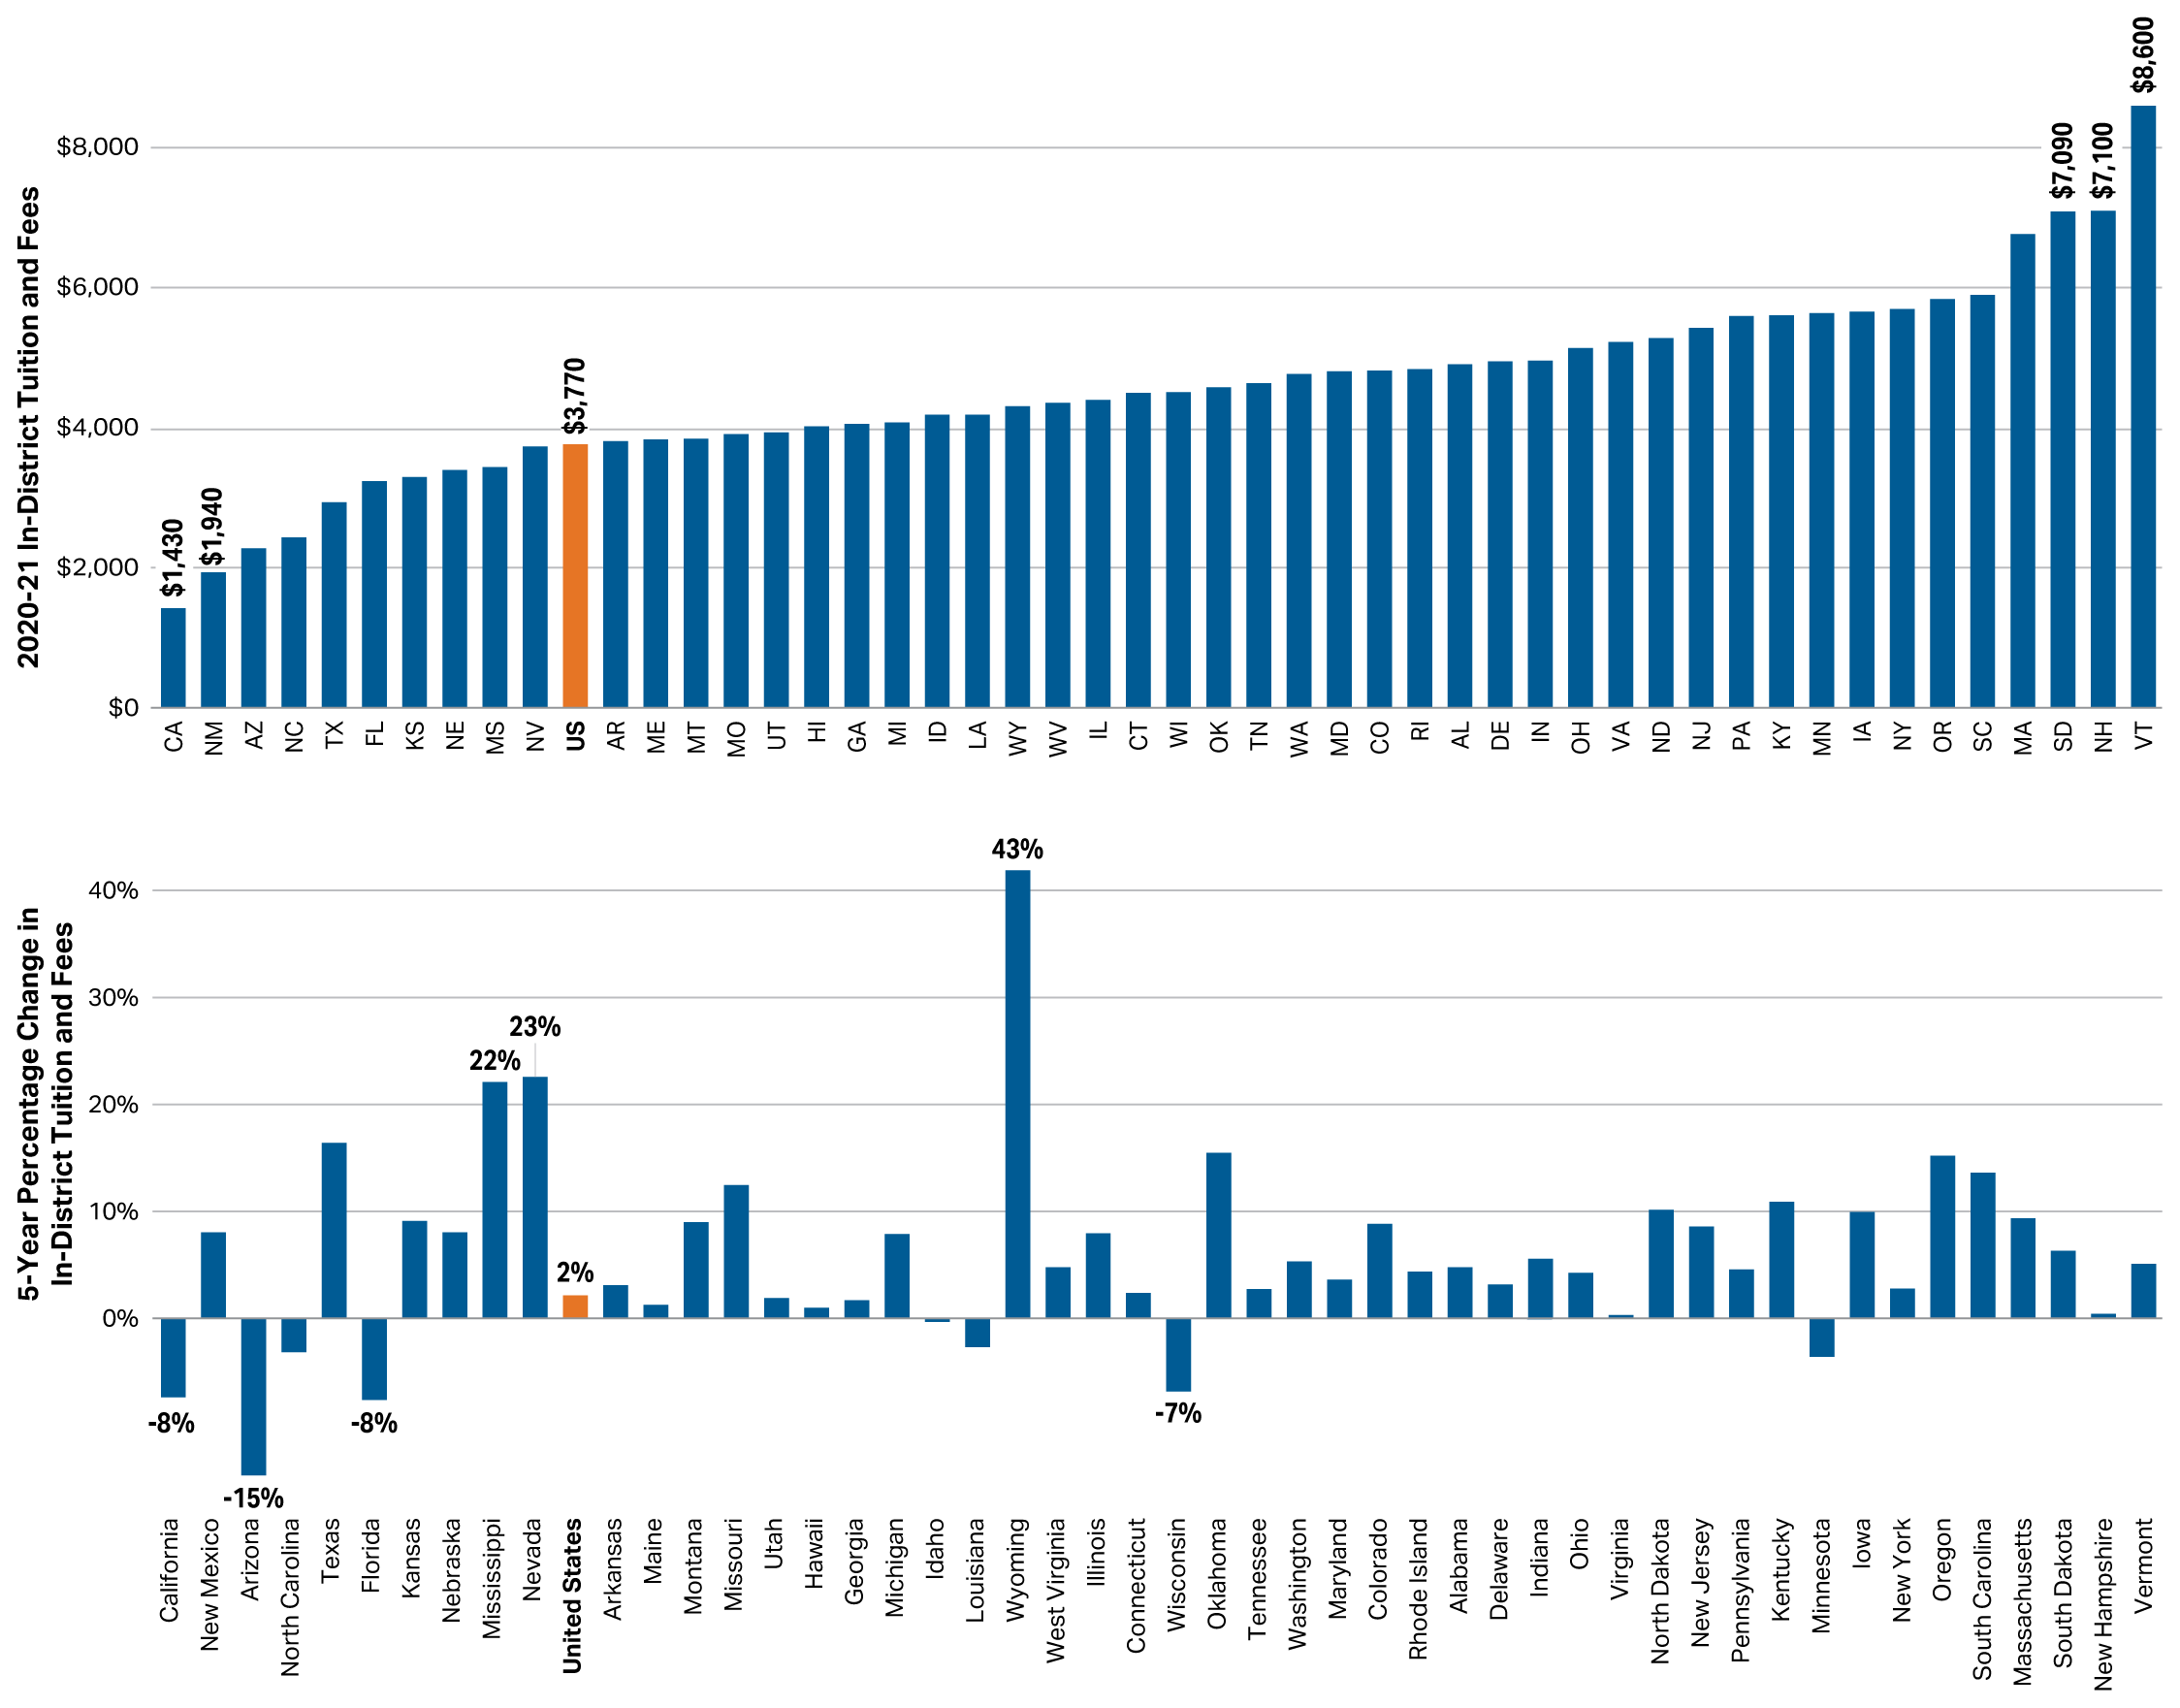 2020-21 In-District Tuition and Fees
$8,000
$6,000
$4,000
$2,000
$0
$1,430
$1,940
$3,770
$7,090
$7,100
$8,600
CA NM AZ NC TX FL KS NE MS NV US AR ME MT MO UT HI GA MI ID LA WY WV IL CT WI OK TN WA MD CO RI AL DE IN OH VA ND NJ PA KY MN IA NY OR SC MA SD NH VT
5-Year Percentage Change in
In-District Tuition and Fees
40%
30%
20%
10%
0%
43%
23%
22%
2%
-8%
-8%
-7%
-15%
California
New Mexico
Arizona
North Carolina
Texas
Florida
Kansas
Nebraska
Mississippi
Nevada
United States
Arkansas
Maine
Montana
Missouri
Utah
Hawaii
Georgia
Michigan
Idaho
Louisiana
Wyoming
West Virginia
Illinois
Connecticut
Wisconsin
Oklahoma
Tennessee
Washington
Maryland
Colorado
Rhode Island
Alabama
Delaware
Indiana
Ohio
Virginia
North Dakota
New Jersey
Pennsylvania
Kentucky
Minnesota
Iowa
New York
Oregon
South Carolina
Massachusetts
South Dakota
New Hampshire
Vermont